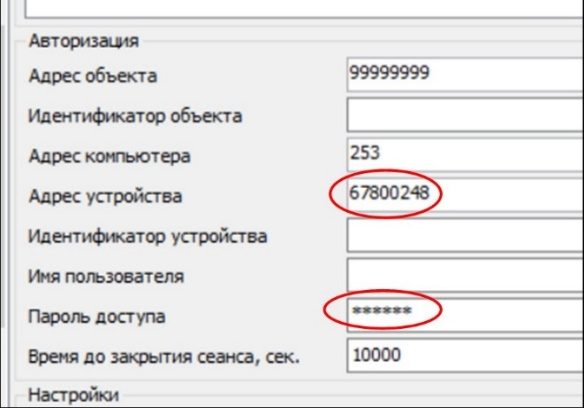 Авторизация
Адрес объекта 99999999
Идентификатор объекта
Адрес компьютера 253
Адрес устройства 67800248
Идентификатор устройства
Имя пользователя
Пароль доступа ******
Время до закрытия сеанса, сек. 10000
Настройки